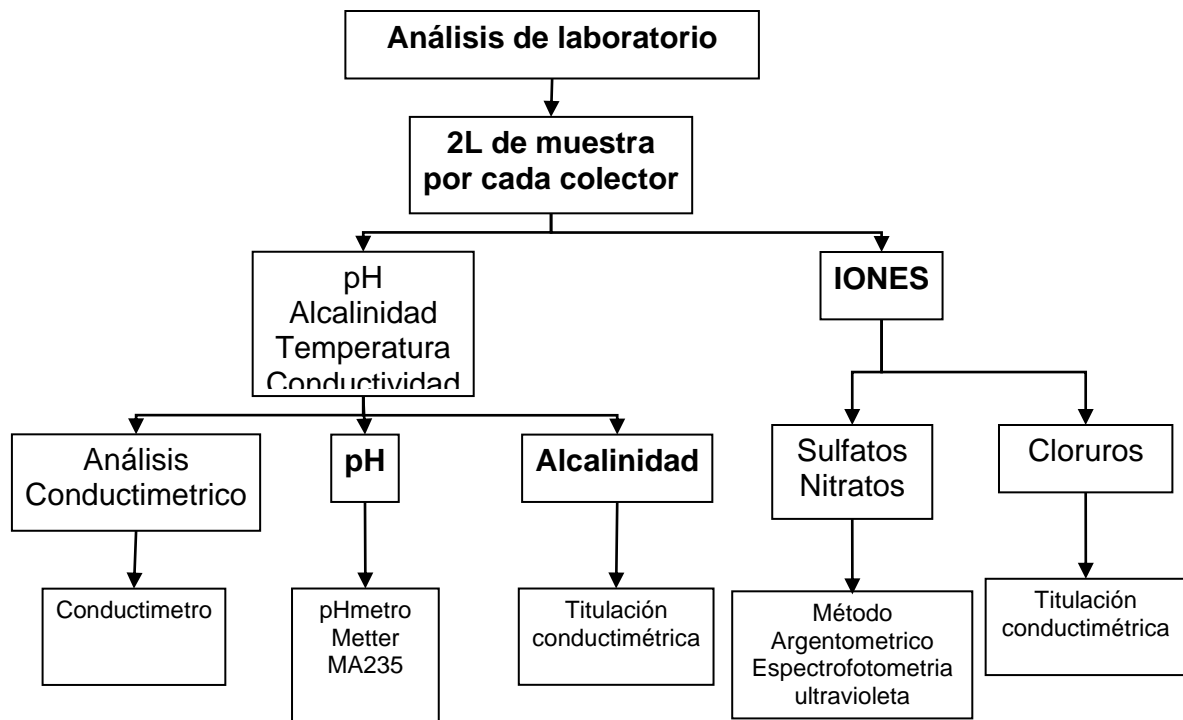 Análisis de laboratorio
2L de muestra
por cada colector
pH
Alcalinidad
Temperatura
Conductividad
IONES
Análisis
Conductimetrico
pH
Alcalinidad
Sulfatos
Nitratos
Cloruros
Conductimetro
pHmetro
Metter
MA235
Titulación
conductimétrica
Método
Argentometrico
Espectrofotometria
ultravioleta
Titulación
conductimétrica